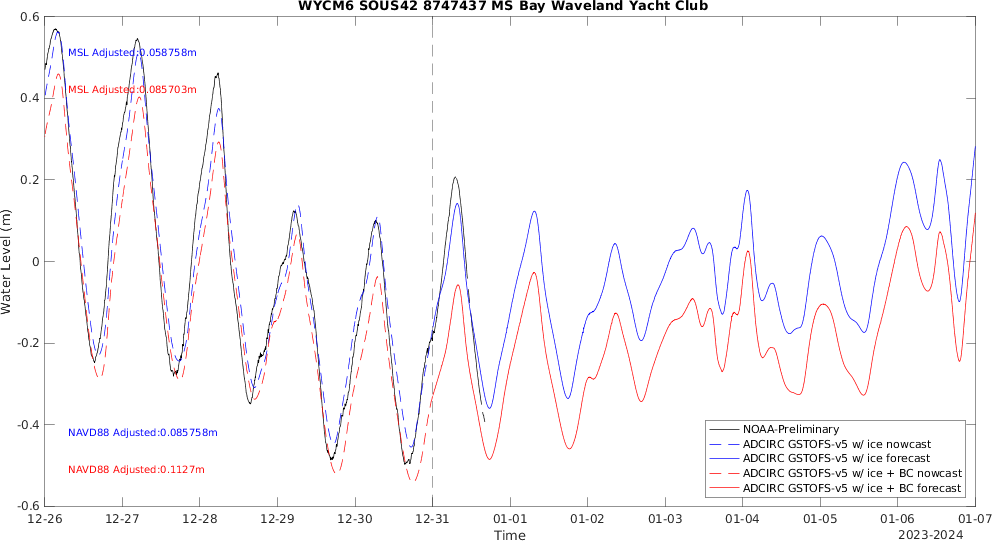 WYCM6 SOUS42 8747437 MS Bay Waveland Yacht Club
0.6
MSL Adjusted:0.058758m
MSL Adjusted:0.085703m
0.4
0.2
0
-0.2
-0.4
-0.6
Water Level (m)
NAVD88 Adjusted:0.085758m
NAVD88 Adjusted:0.1127m
NOAA-Preliminary
ADCIRC GSTOFS-v5 w/ ice nowcast
ADCIRC GSTOFS-v5 w/ ice forecast
ADCIRC GSTOFS-v5 w/ ice + BC nowcast
ADCIRC GSTOFS-v5 w/ ice + BC forecast
12-26 12-27 12-28 12-29 12-30 12-31 01-01 01-02 01-03 01-04 01-05 01-06 01-07
Time
2023-2024